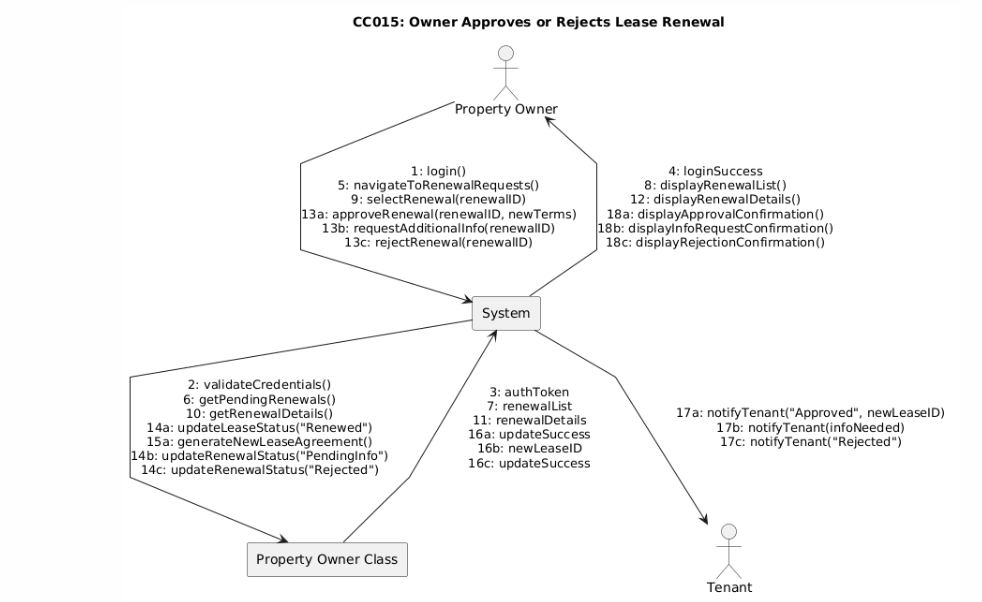 CC015: Owner Approves or Rejects Lease Renewal
Property Owner
1: login()
5: navigateToRenewalRequests()
9: selectRenewal(renewalID)
13a: approveRenewal(renewalID, newTerms)
13b: requestAdditionalInfo(renewalID)
13c: rejectRenewal(renewalID)
4: loginSuccess
8: displayRenewalList()
12: displayRenewalDetails()
18a: displayApprovalConfirmation()
18b: displayInfoRequestConfirmation()
18c: displayRejectionConfirmation()
System
2: validateCredentials()
6: getPendingRenewals()
10: getRenewalDetails()
14a: updateLeaseStatus("Renewed")
15a: generateNewLeaseAgreement()
14b: updateRenewalStatus("PendingInfo")
14c: updateRenewalStatus("Rejected")
3: authToken
7: renewalList
11: renewalDetails
16a: updateSuccess
16b: newLeaseID
16c: updateSuccess
17a: notifyTenant("Approved", newLeaseID)
17b: notifyTenant(infoNeeded)
17c: notifyTenant("Rejected")
Property Owner Class
Tenant